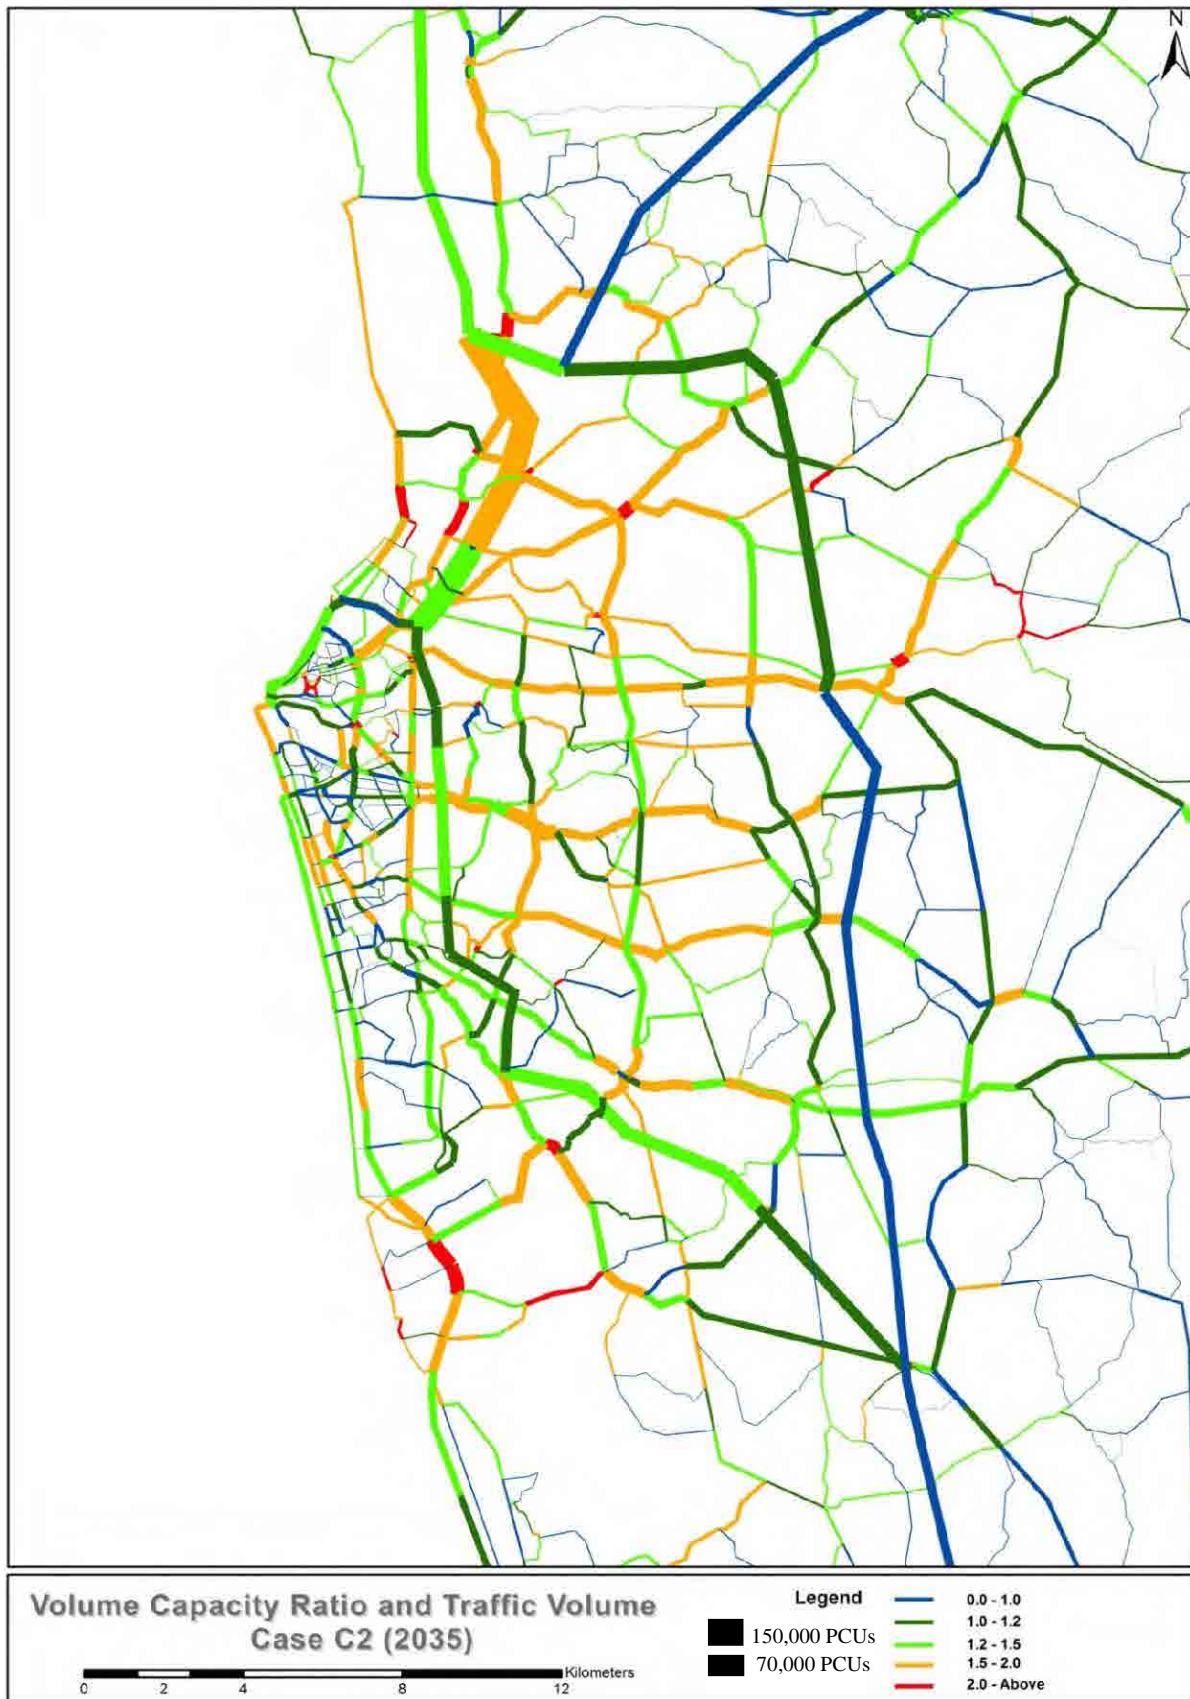 N
Volume Capacity Ratio and Traffic Volume
Case C2 (2035)
0 2 4 8 12 Kilometers
Legend
150,000 PCUs
70,000 PCUs
0.0 - 1.0
1.0 - 1.2
1.2 - 1.5
1.5 - 2.0
2.0 - Above